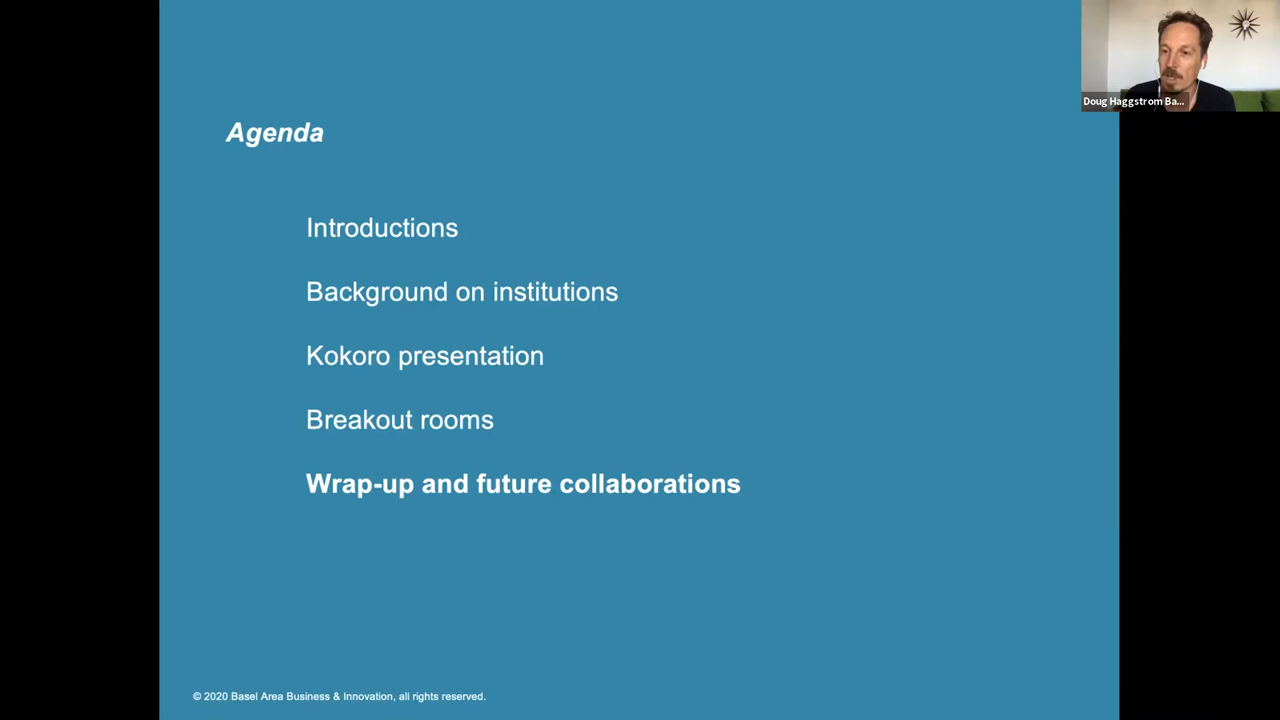 Agenda
Introductions
Background on institutions
Kokoro presentation
Breakout rooms
Wrap-up and future collaborations
© 2020 Basel Area Business & Innovation, all rights reserved.
Doug Haggstrom Ba...